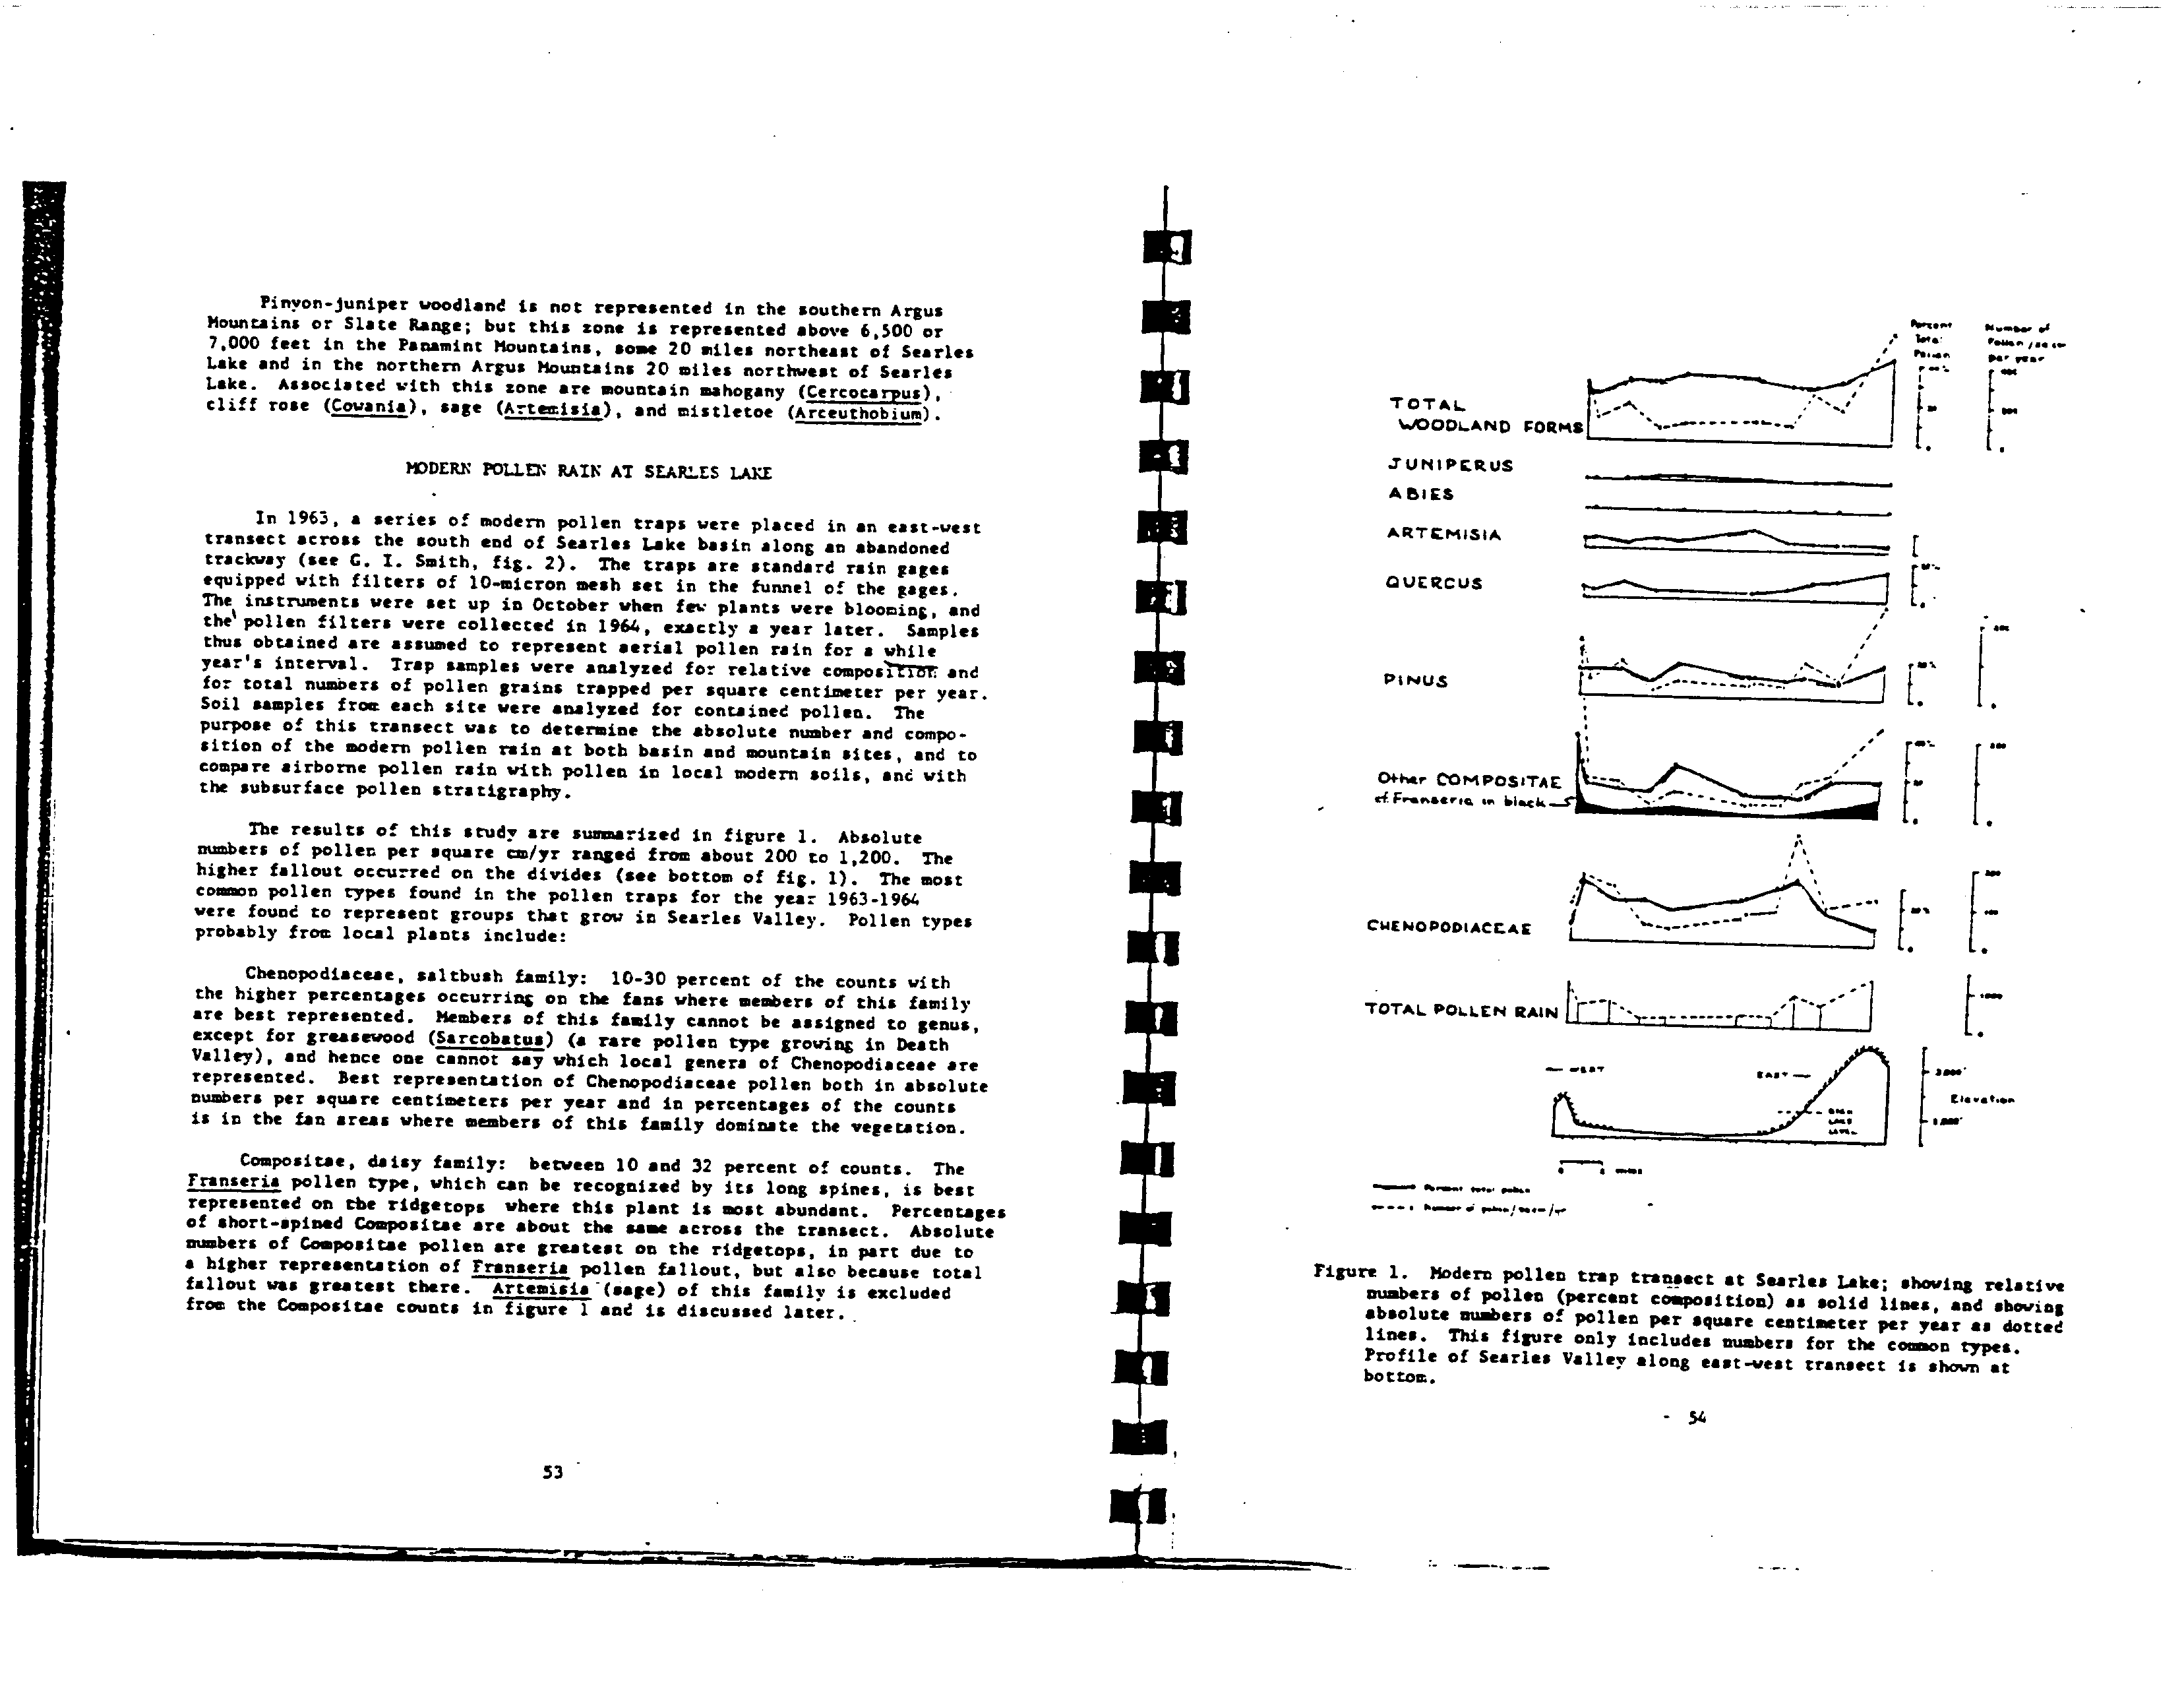 Pinyon-juniper woodland is not represented in the southern Argus
Mountains or Slate Range; but this zone is represented above 6,500 or
7,000 feet in the Panamint Mountains, some 20 miles northeast of Searles
Lake and in the northern Argus Mountains 20 miles northwest of Searles
Lake. Associated with this zone are mountain mahogany (Cercocarpus),
cliff rose (Cowania), sage (Artemisia), and mistletoe (Arceuthobium).
MODERN POLLEN RAIN AT SEARLES LAKE
In 1963, a series of modern pollen traps were placed in an east-west
transect across the south end of Searles Lake basin along an abandoned
trackway (see G. I. Smith, fig. 2). The traps are standard rain gages
equipped with filters of 10-micron mesh set in the funnel of the gages.
The instruments were set up in October when few plants were blooming, and
the pollen filters were collected in 1964, exactly a year later. Samples
thus obtained are assumed to represent aerial pollen rain for a while
year's interval. Trap samples were analyzed for relative composition and
for total numbers of pollen grains trapped per square centimeter per year.
Soil samples from each site were analyzed for contained pollen. The
purpose of this transect was to determine the absolute number and compo-
sition of the modern pollen rain at both basin and mountain sites, and to
compare airborne pollen rain with pollen in local modern soils, and with
the subsurface pollen stratigraphy.
The results of this study are summarized in figure 1. Absolute
numbers of pollen per square cm/yr ranged from about 200 to 1,200. The
higher fallout occurred on the divides (see bottom of fig. 1). The most
common pollen types found in the pollen traps for the year 1963-1964
were found to represent groups that grow in Searles Valley. Pollen types
probably from local plants include:
Chenopodiaceae, saltbush family: 10-30 percent of the counts with
the higher percentages occurring on the fans where members of this family
are best represented. Members of this family cannot be assigned to genus,
except for greasewood (Sarcobatus) (a rare pollen type growing in Death
Valley), and hence one cannot say which local genera of Chenopodiaceae are
represented. Best representation of Chenopodiaceae pollen both in absolute
numbers per square centimeters per year and in percentages of the counts
is in the fan areas where members of this family dominate the vegetation.
Compositae, daisy family: between 10 and 32 percent of counts. The
Franseria pollen type, which can be recognized by its long spines, is best
represented on the ridgetops where this plant is most abundant. Percentages
of short-spined Compositae are about the same across the transect. Absolute
numbers of Compositae pollen are greatest on the ridgetops, in part due to
a higher representation of Franseria pollen fallout, but also because total
fallout was greatest there. Artemisia (sage) of this family is excluded
from the Compositae counts in figure 1 and is discussed later.
53
Percent
Total
Pollen
Number of
Pollen / sq cm
per year
TOTAL
WOODLAND FORMS
JUNIPERUS
ABIES
ARTEMISIA
QUERCUS
PINUS
Other COMPOSITAE
cf. Franseria in black
CHENOPODIACEAE
TOTAL POLLEN RAIN
WEST
EAST
Elevation
Percent total pollen
Number of pollen / sq cm / yr
Figure 1. Modern pollen trap transect at Searles Lake; showing relative
numbers of pollen (percent composition) as solid lines, and showing
absolute numbers of pollen per square centimeter per year as dotted
lines. This figure only includes numbers for the common types.
Profile of Searles Valley along east-west transect is shown at
bottom.
54